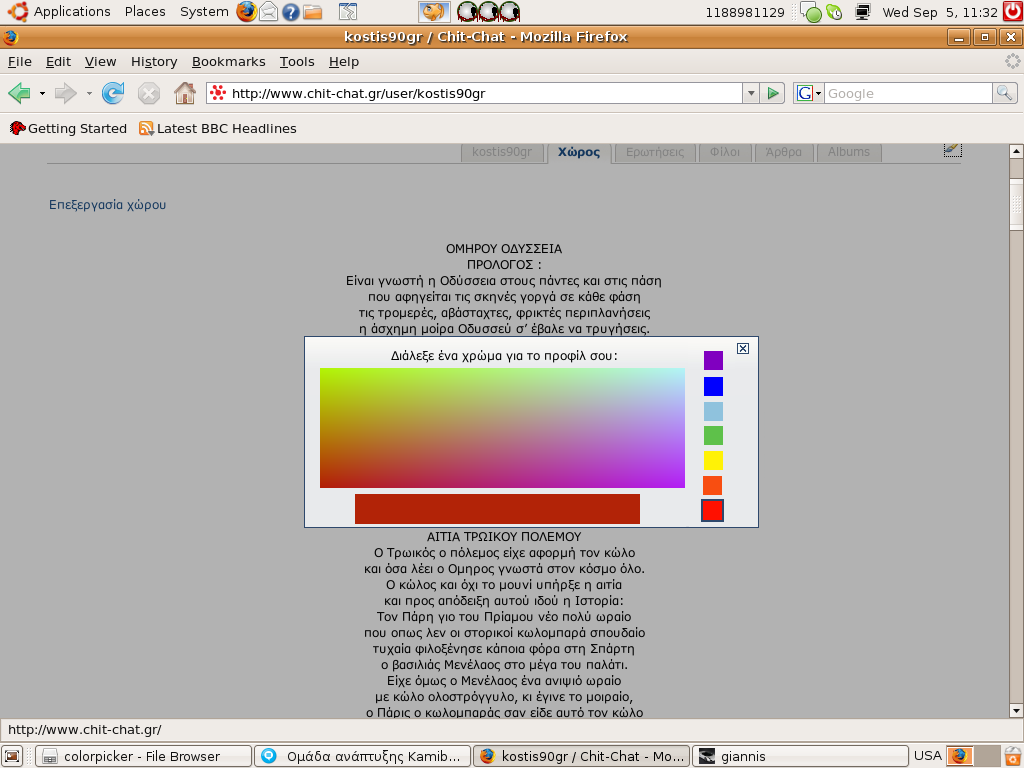 Applications Places System 1188981129 Wed Sep 5, 11:32
kostis90gr / Chit-Chat - Mozilla Firefox
File Edit View History Bookmarks Tools Help
http://www.chit-chat.gr/user/kostis90gr Google
Getting Started Latest BBC Headlines
kostis90gr Χώρος Ερωτήσεις Φίλοι Άρθρα Albums
Επεξεργασία χώρου
ΟΜΗΡΟΥ ΟΔΥΣΣΕΙΑ
ΠΡΟΛΟΓΟΣ :
Είναι γνωστή η Οδύσσεια στους πάντες και στις πάση
που αφηγείται τις σκηνές γοργά σε κάθε φάση
τις τρομερές, αβάσταχτες, φρικτές περιπλανήσεις
η άσχημη μοίρα Οδυσσεύ σ’ έβαλε να τρυγήσεις.
Διάλεξε ένα χρώμα για το προφίλ σου:
ΑΙΤΙΑ ΤΡΩΙΚΟΥ ΠΟΛΕΜΟΥ
Ο Τρωικός ο πόλεμος είχε αφορμή τον κώλο
και όσα λέει ο Ομηρος γνωστά στον κόσμο όλο.
Ο κώλος και όχι το μουνί υπήρξε η αιτία
και προς απόδειξη αυτού ιδού η Ιστορία:
Τον Πάρη γιο του Πρίαμου νέο πολύ ωραίο
που οπως λεν οι στορικοί κωλομπαρά σπουδαίο
τυχαία φιλοξένησε κάποια φόρα στη Σπάρτη
ο βασιλιάς Μενέλαος στο μέγα του παλάτι.
Είχε όμως ο Μενέλαος ένα ανιψιό ωραίο
με κώλο ολοστρόγγυλο, κι έγινε το μοιραίο,
ο Πάρις ο κωλομπαράς σαν είδε αυτό τον κώλο
http://www.chit-chat.gr/
colorpicker - File Browser Ομάδα ανάπτυξης Kamib... kostis90gr / Chit-Chat - Mo... giannis USA